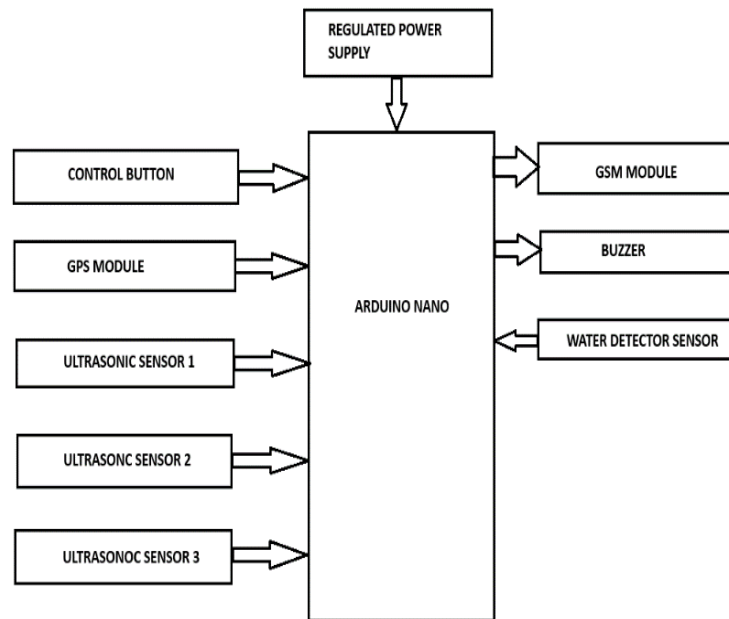 REGULATED POWER
SUPPLY
CONTROL BUTTON
GPS MODULE
ULTRASONIC SENSOR 1
ULTRASONC SENSOR 2
ULTRASONOC SENSOR 3
ARDUINO NANO
GSM MODULE
BUZZER
WATER DETECTOR SENSOR